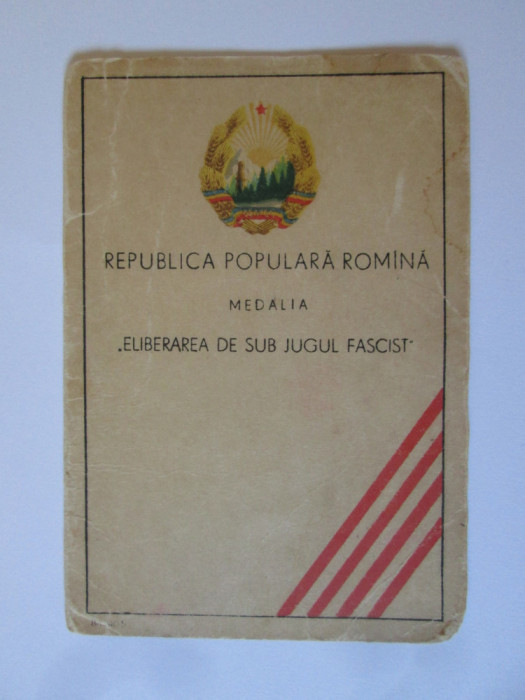 REPUBLICA POPULARĂ ROMÎNĂ
MEDALIA
„ELIBERAREA DE SUB JUGUL FASCIST"